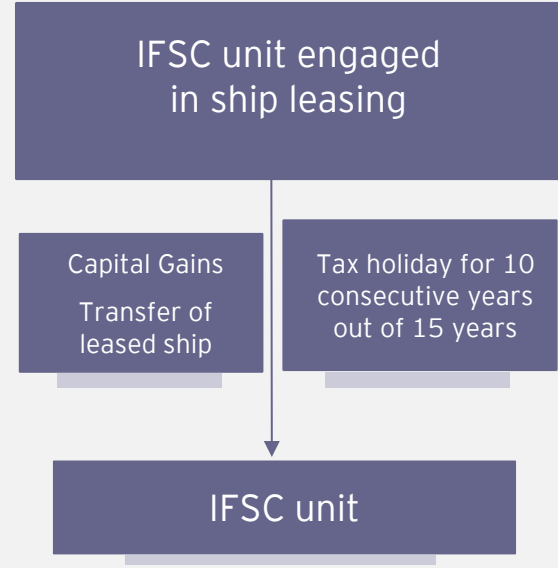 IFSC unit engaged
in ship leasing
Capital Gains
Transfer of
leased ship
Tax holiday for 10
consecutive years
out of 15 years
IFSC unit